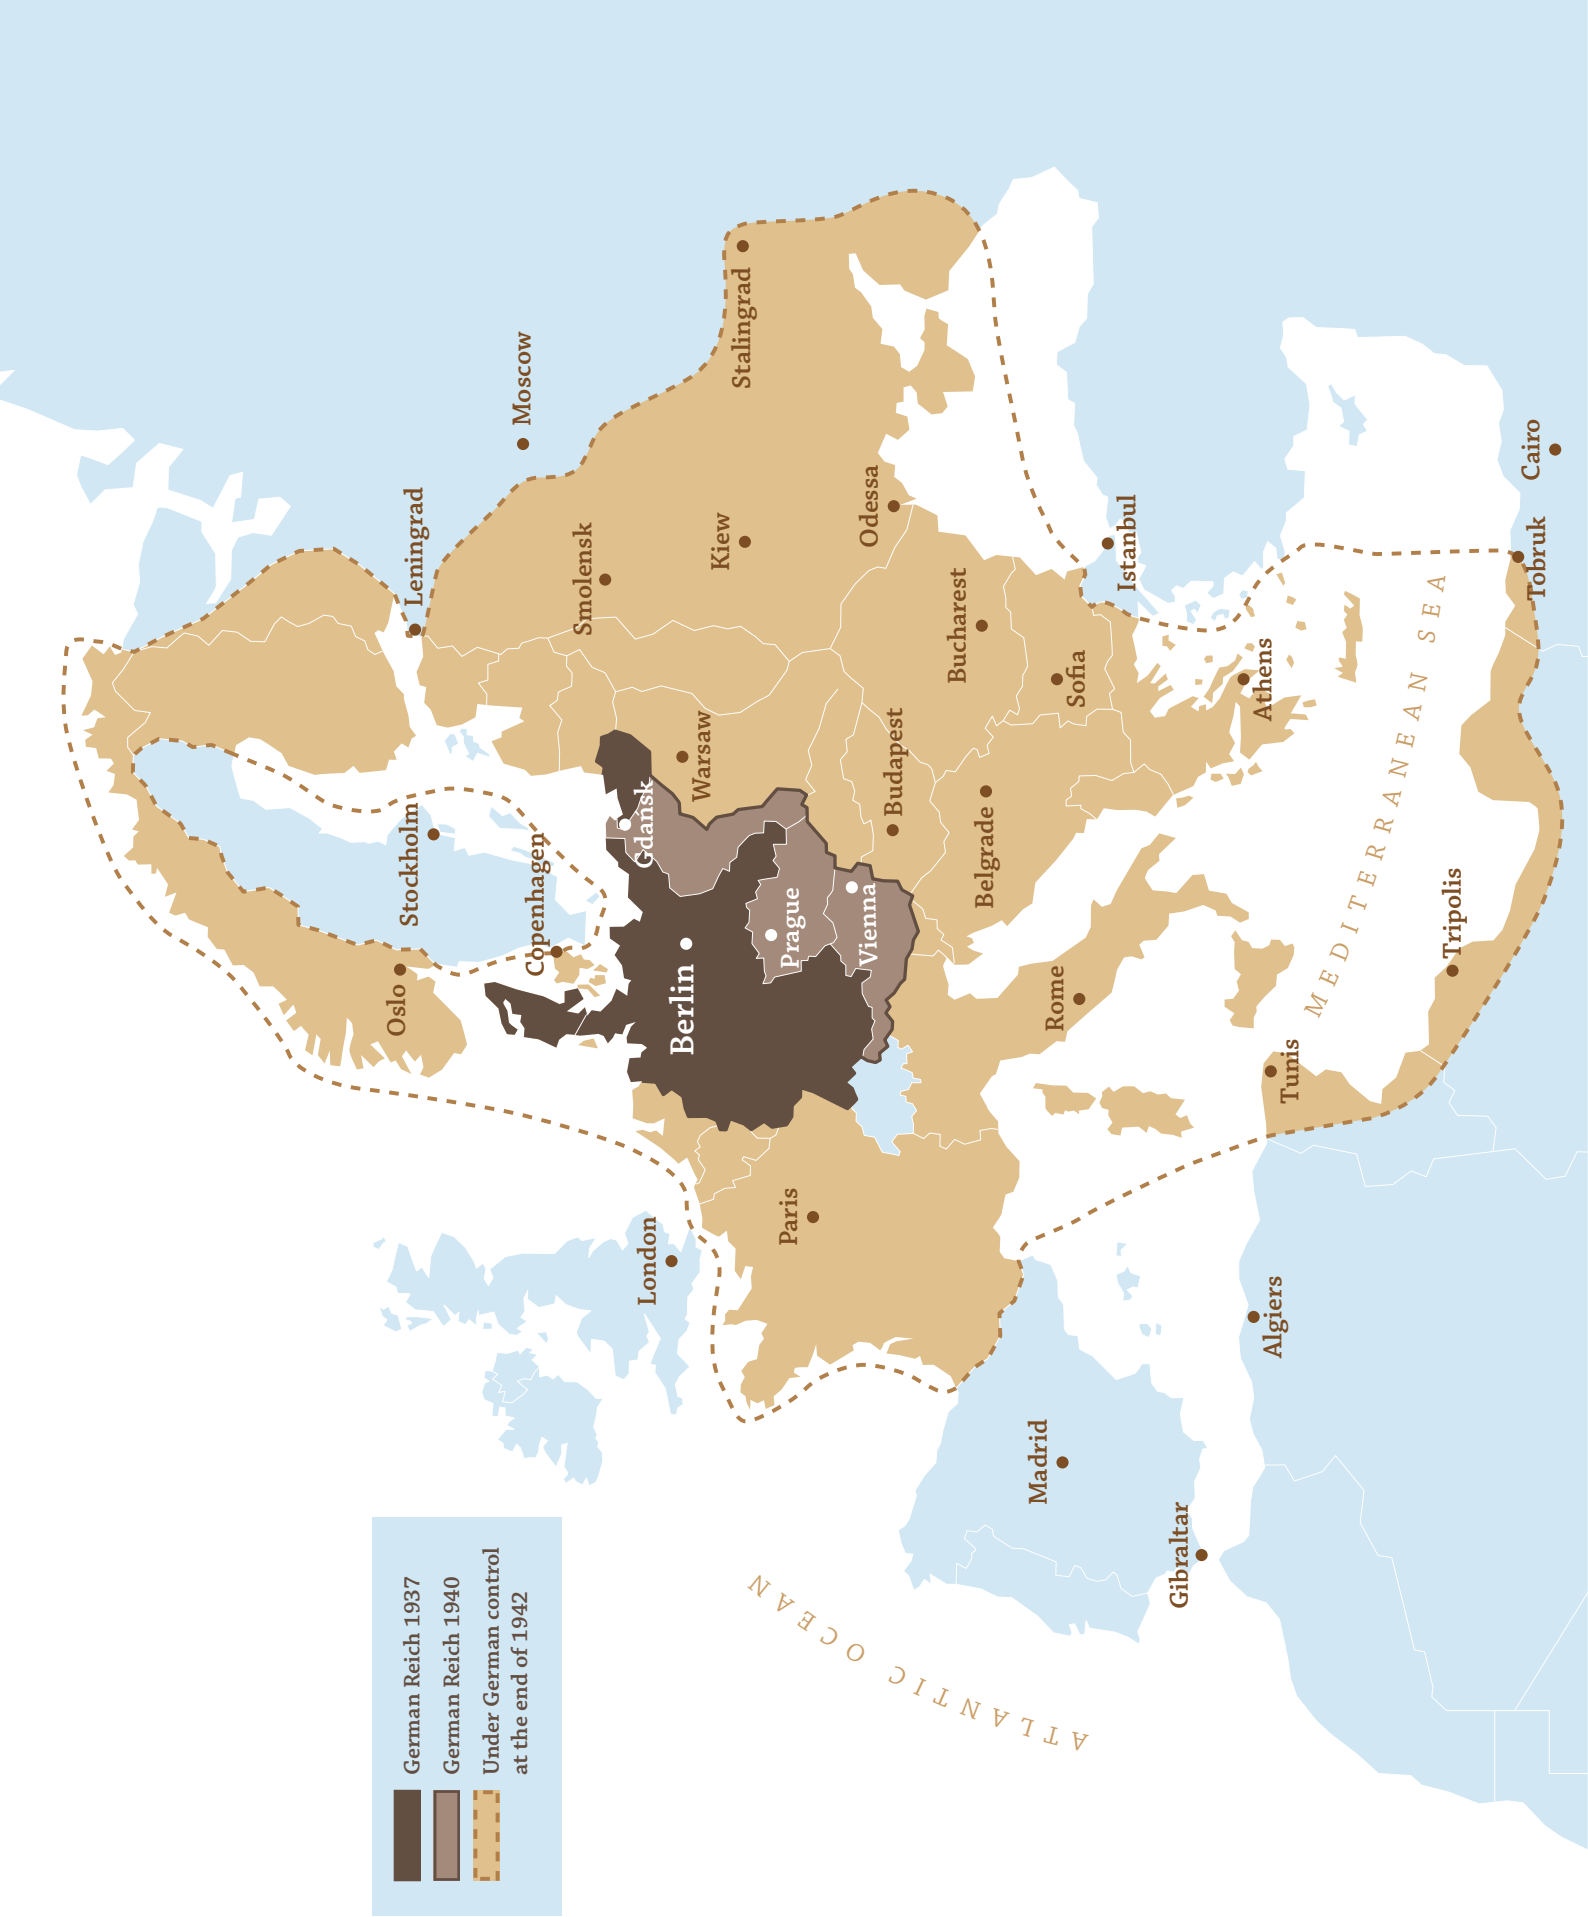 Leningrad
Moscow
Oslo
Stockholm
Copenhagen
Smolensk
London
Gdansk
Warsaw
Kiew
Stalingrad
Berlin
Paris
Prague
Vienna
Budapest
Odessa
Belgrade
Bucharest
Madrid
Rome
Sofia
Istanbul
Gibraltar
Algiers
Tunis
Athens
ATLANTIC OCEAN
MEDITERRANEAN SEA
Tripolis
Tobruk
Cairo
German Reich 1937
German Reich 1940
Under German control
at the end of 1942